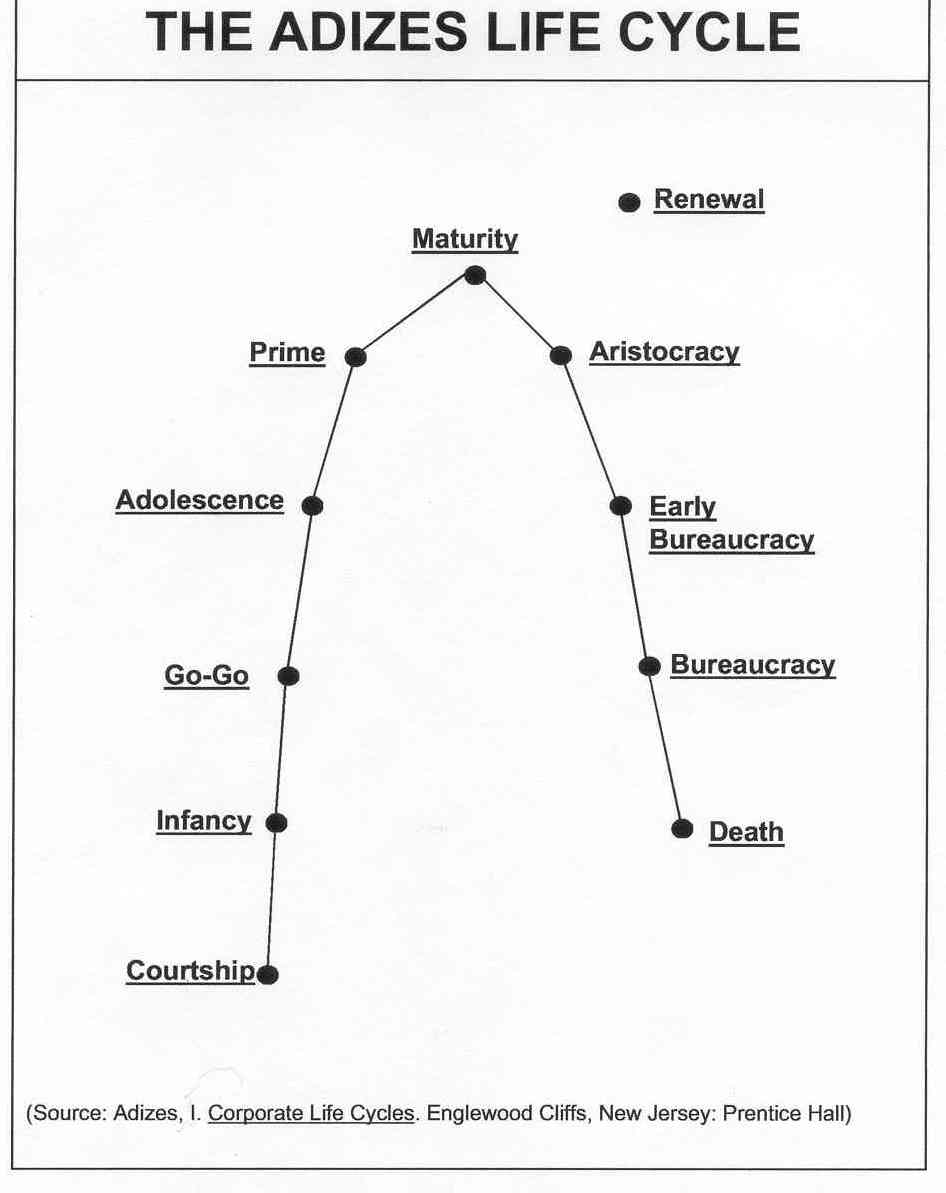 THE ADIZES LIFE CYCLE
Renewal
Maturity
Prime
Aristocracy
Adolescence
Early
Bureaucracy
Go-Go
Bureaucracy
Infancy
Death
Courtship
(Source: Adizes, I. Corporate Life Cycles. Englewood Cliffs, New Jersey: Prentice Hall)